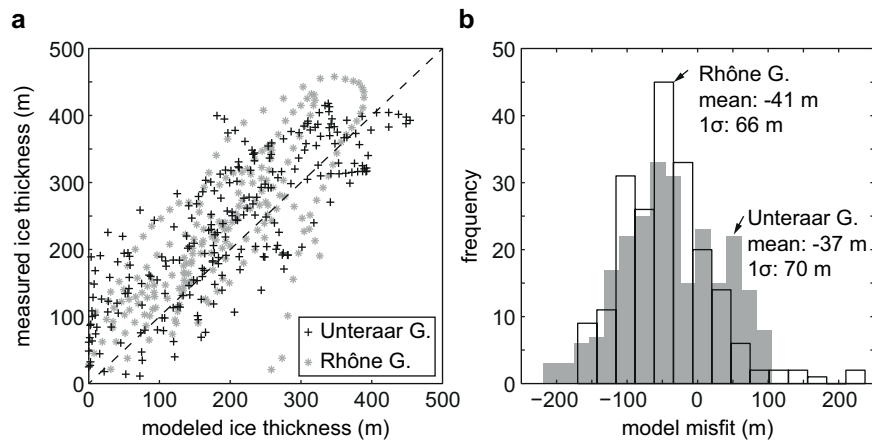 a
500
400
300
200
100
0
0 100 200 300 400 500
measured ice thickness (m)
modeled ice thickness (m)
Unteraar G.
Rhône G.
b
50
40
30
20
10
0
−200 −100 0 100 200
frequency
model misfit (m)
Rhône G.
mean: -41 m
1σ: 66 m
Unteraar G.
mean: -37 m
1σ: 70 m